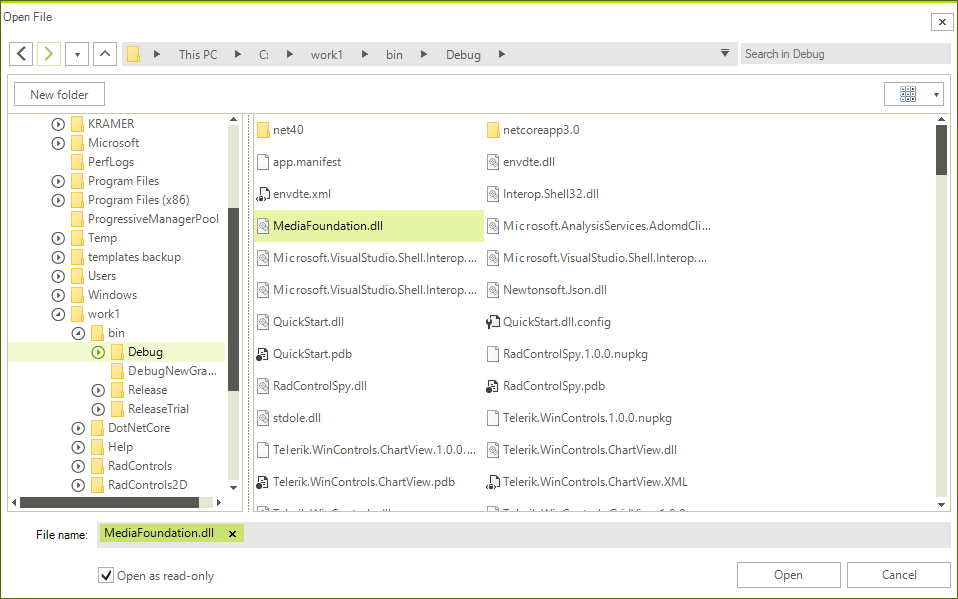 Open File
This PC C: work1 bin Debug Search in Debug
New folder
KRAMER
Microsoft
PerfLogs
Program Files
Program Files (x86)
ProgressiveManagerPool
Temp
templates backup
Users
Windows
work1
bin
Debug
DebugNewGra...
Release
ReleaseTrial
DotNetCore
Help
RadControls
RadControls2D
net40 netcoreapp3.0
app.manifest envdte.dll
envdte.xml Interop.Shell32.dll
MediaFoundation.dll Microsoft.AnalysisServices.AdomdCli...
Microsoft.VisualStudio.Shell.Interop.... Microsoft.VisualStudio.Shell.Interop....
Microsoft.VisualStudio.Shell.Interop.... Newtonsoft.Json.dll
QuickStart.dll QuickStart.dll.config
QuickStart.pdb RadControlSpy.1.0.0.nupkg
RadControlSpy.dll RadControlSpy.pdb
stdole.dll Telerik.WinControls.1.0.0.nupkg
Telerik.WinControls.ChartView.1.0.0.... Telerik.WinControls.ChartView.dll
Telerik.WinControls.ChartView.pdb Telerik.WinControls.ChartView.XML
File name: MediaFoundation.dll
Open as read-only
Open Cancel